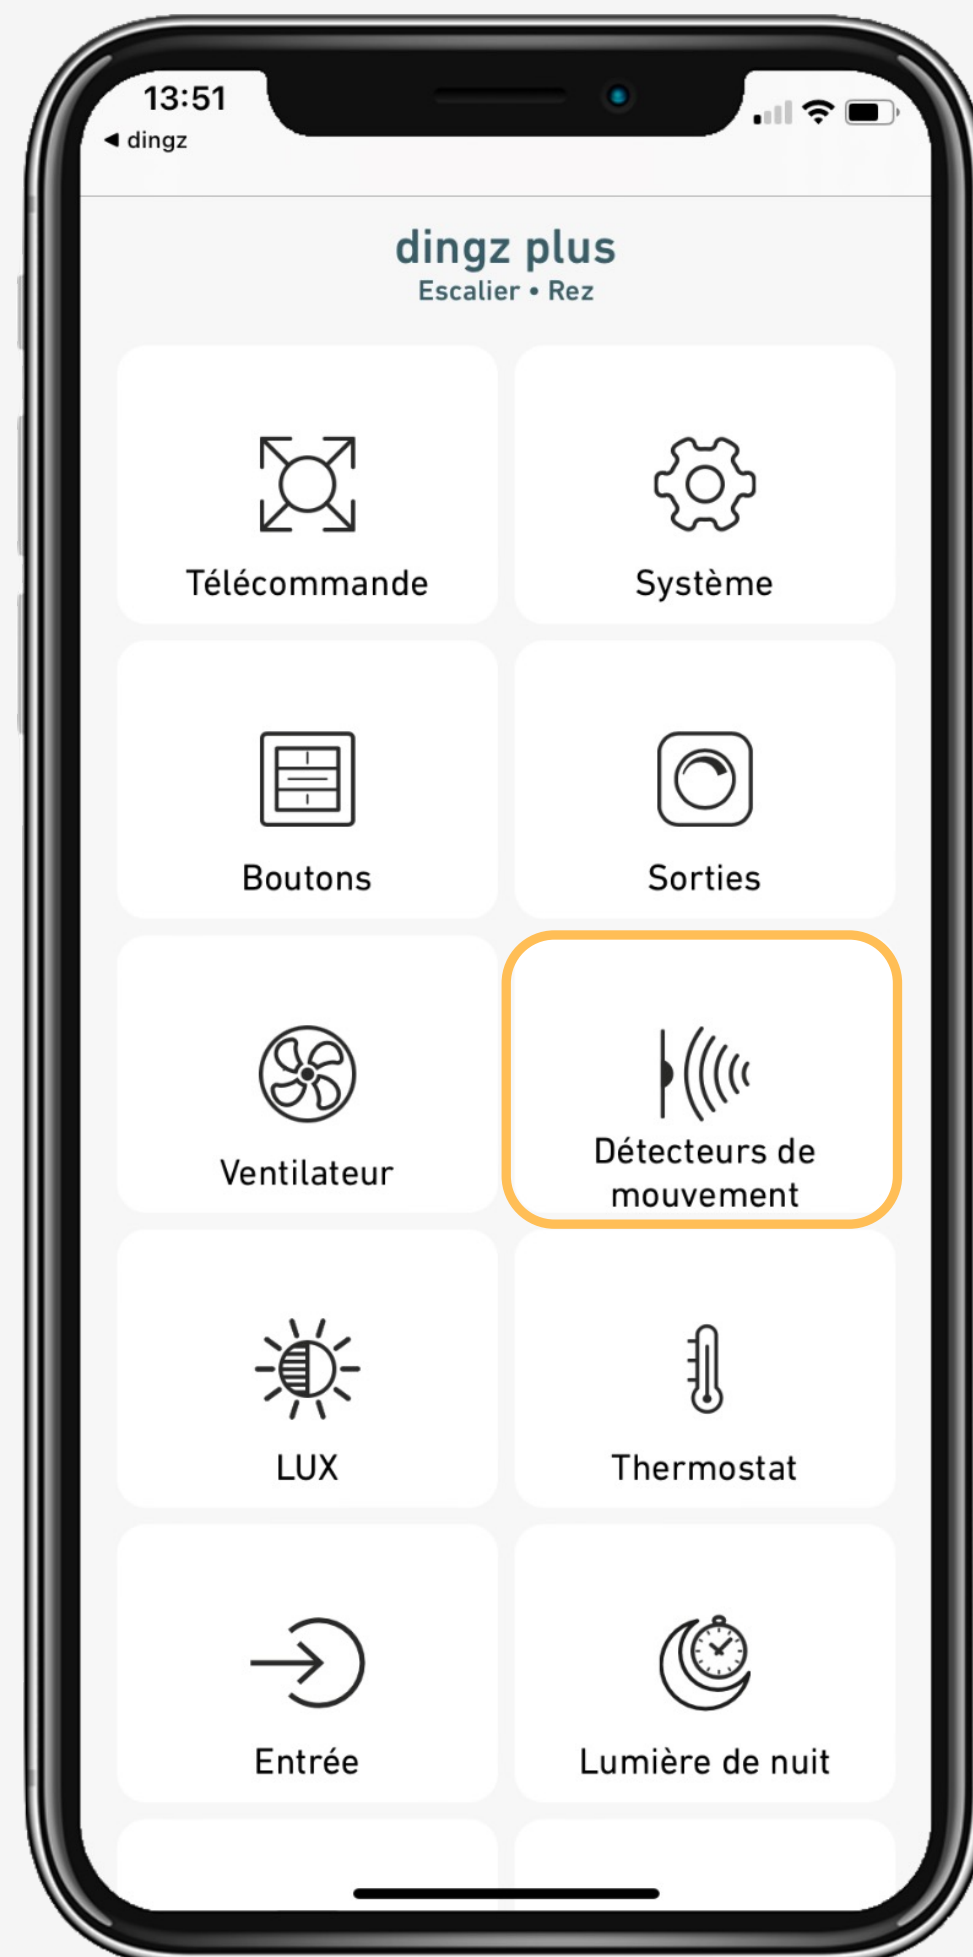 13:51
◀ dingz
dingz plus
Escalier • Rez
Télécommande
Système
Boutons
Sorties
Ventilateur
Détecteurs de
mouvement
LUX
Thermostat
Entrée
Lumière de nuit